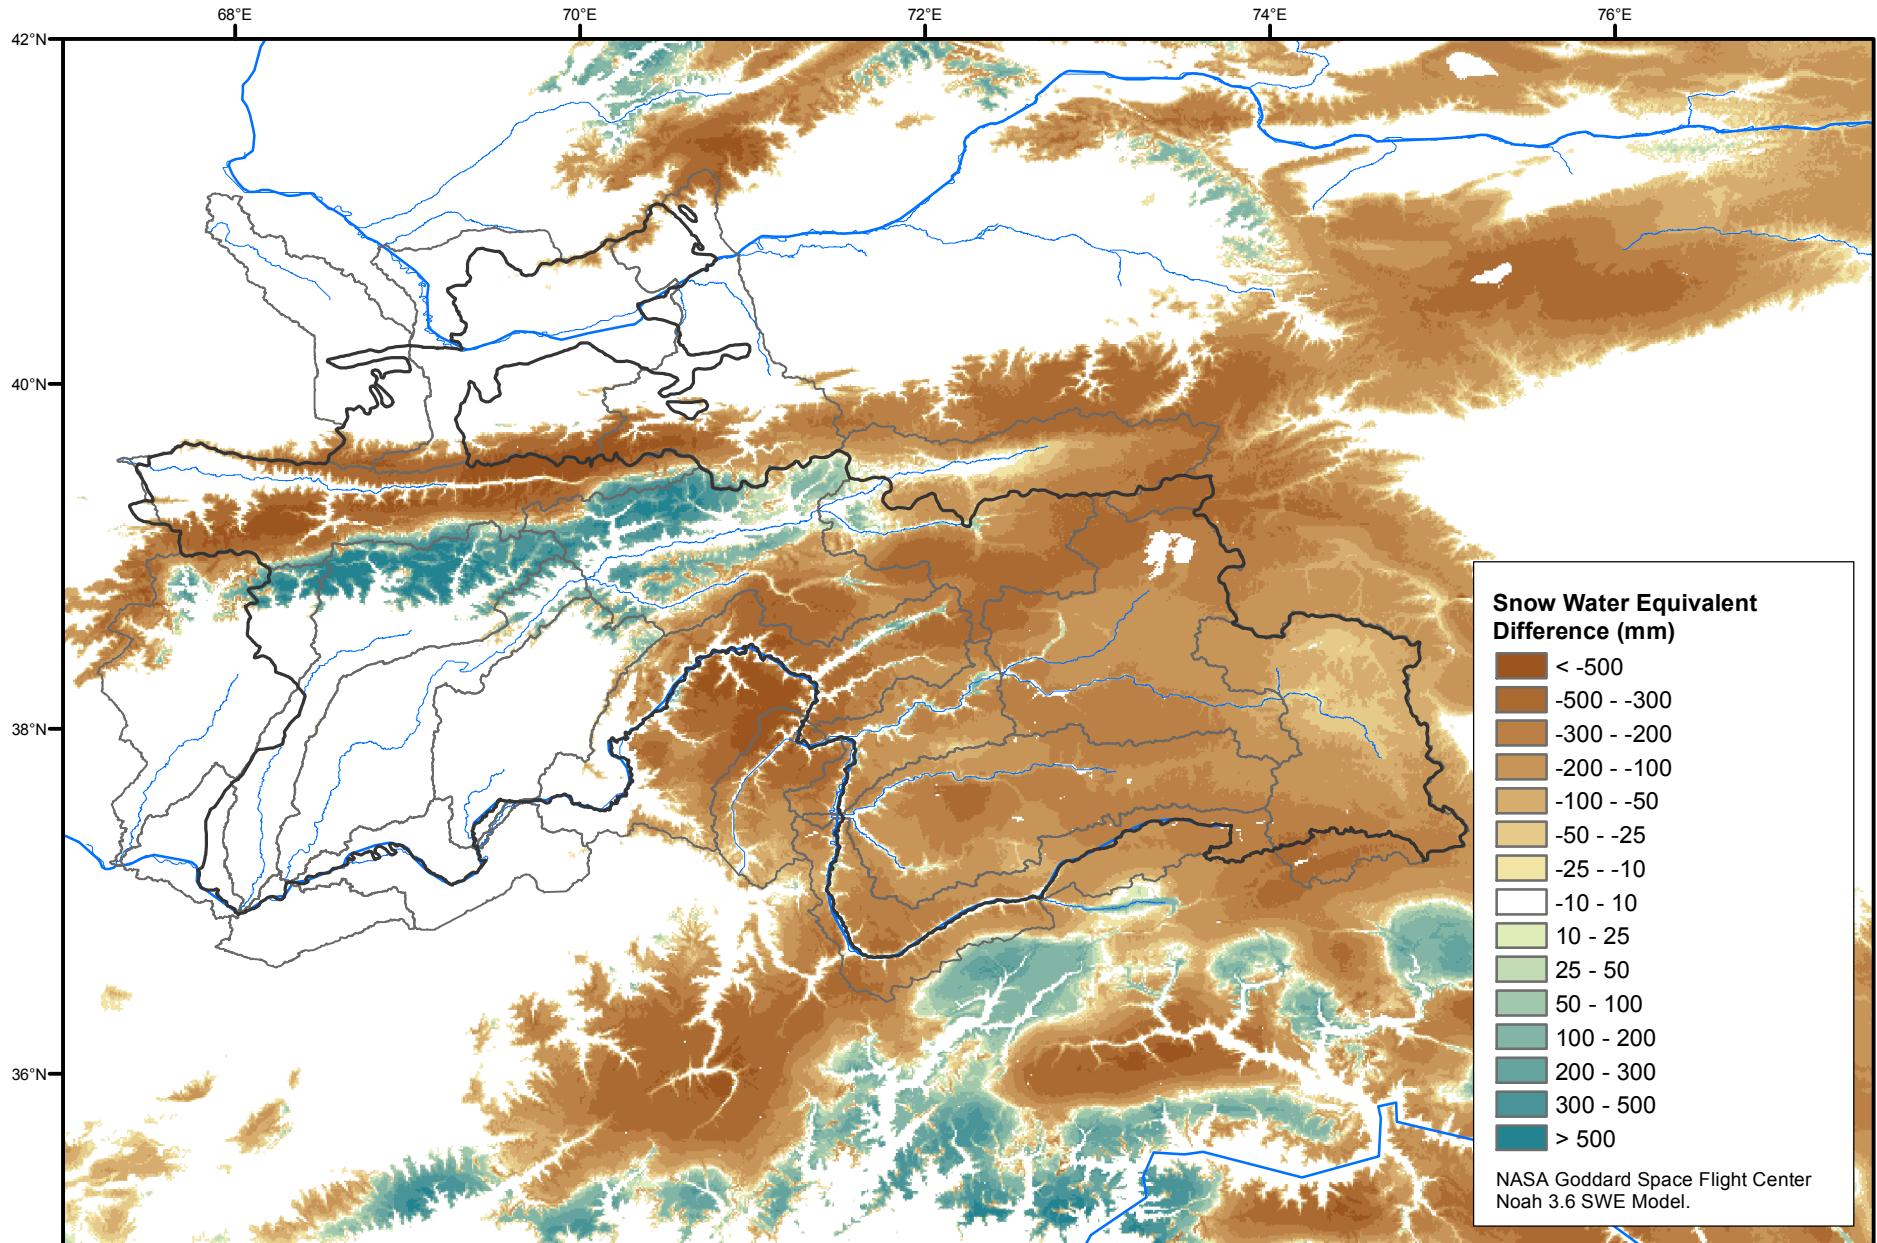 68°E 70°E 72°E 74°E 76°E
42°N
40°N
38°N
36°N
Snow Water Equivalent
Difference (mm)
< -500
-500 - -300
-300 - -200
-200 - -100
-100 - -50
-50 - -25
-25 - -10
-10 - 10
10 - 25
25 - 50
50 - 100
100 - 200
200 - 300
300 - 500
> 500
NASA Goddard Space Flight Center
Noah 3.6 SWE Model.